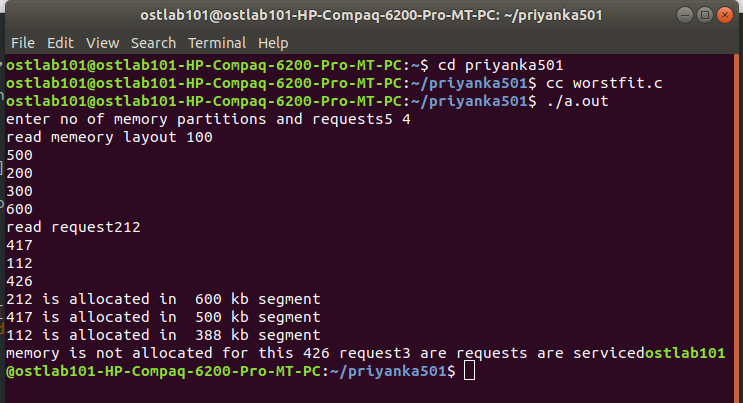 ostlab101@ostlab101-HP-Compaq-6200-Pro-MT-PC: ~/priyanka501
File Edit View Search Terminal Help
ostlab101@ostlab101-HP-Compaq-6200-Pro-MT-PC:~$ cd priyanka501
ostlab101@ostlab101-HP-Compaq-6200-Pro-MT-PC:~/priyanka501$ cc worstfit.c
ostlab101@ostlab101-HP-Compaq-6200-Pro-MT-PC:~/priyanka501$ ./a.out
enter no of memory partitions and requests5 4
read memeory layout 100
500
200
300
600
read request212
417
112
426
212 is allocated in  600 kb segment
417 is allocated in  500 kb segment
112 is allocated in  388 kb segment
memory is not allocated for this 426 request3 are requests are servicedostlab101
@ostlab101-HP-Compaq-6200-Pro-MT-PC:~/priyanka501$